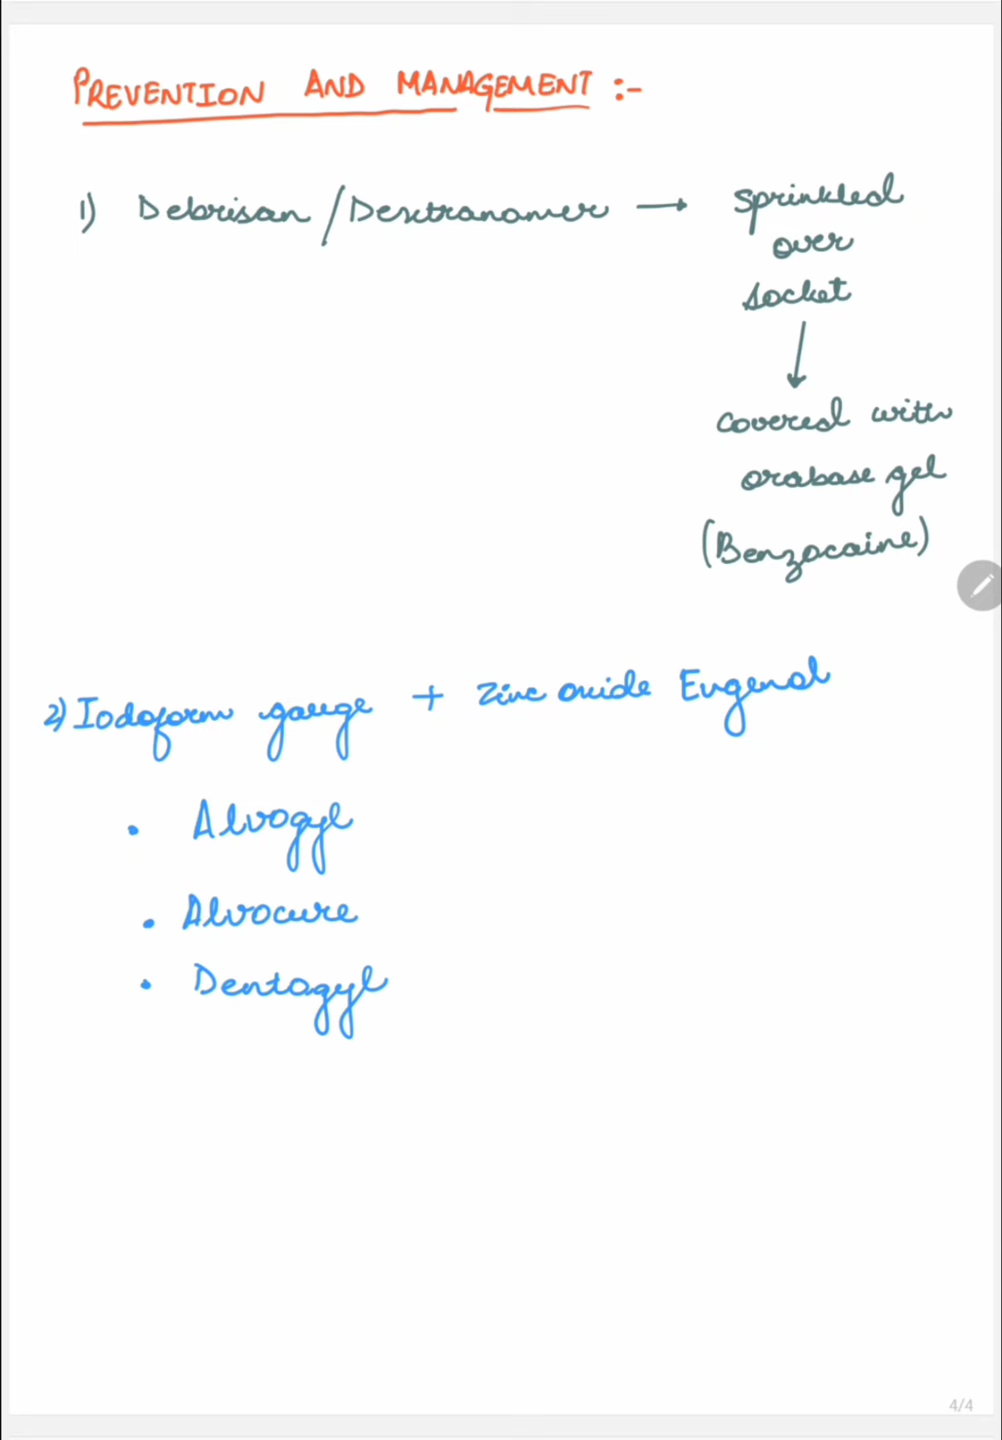 PREVENTION AND MANAGEMENT :-
1) Debrisan / Dextranomer → Sprinkled
over
socket
↓
covered with
orabase gel
(Benzocaine)
2) Iodoform gauge + Zinc oxide Eugenol
• Alvogyl
• Alvocure
• Dentogyl
4/4